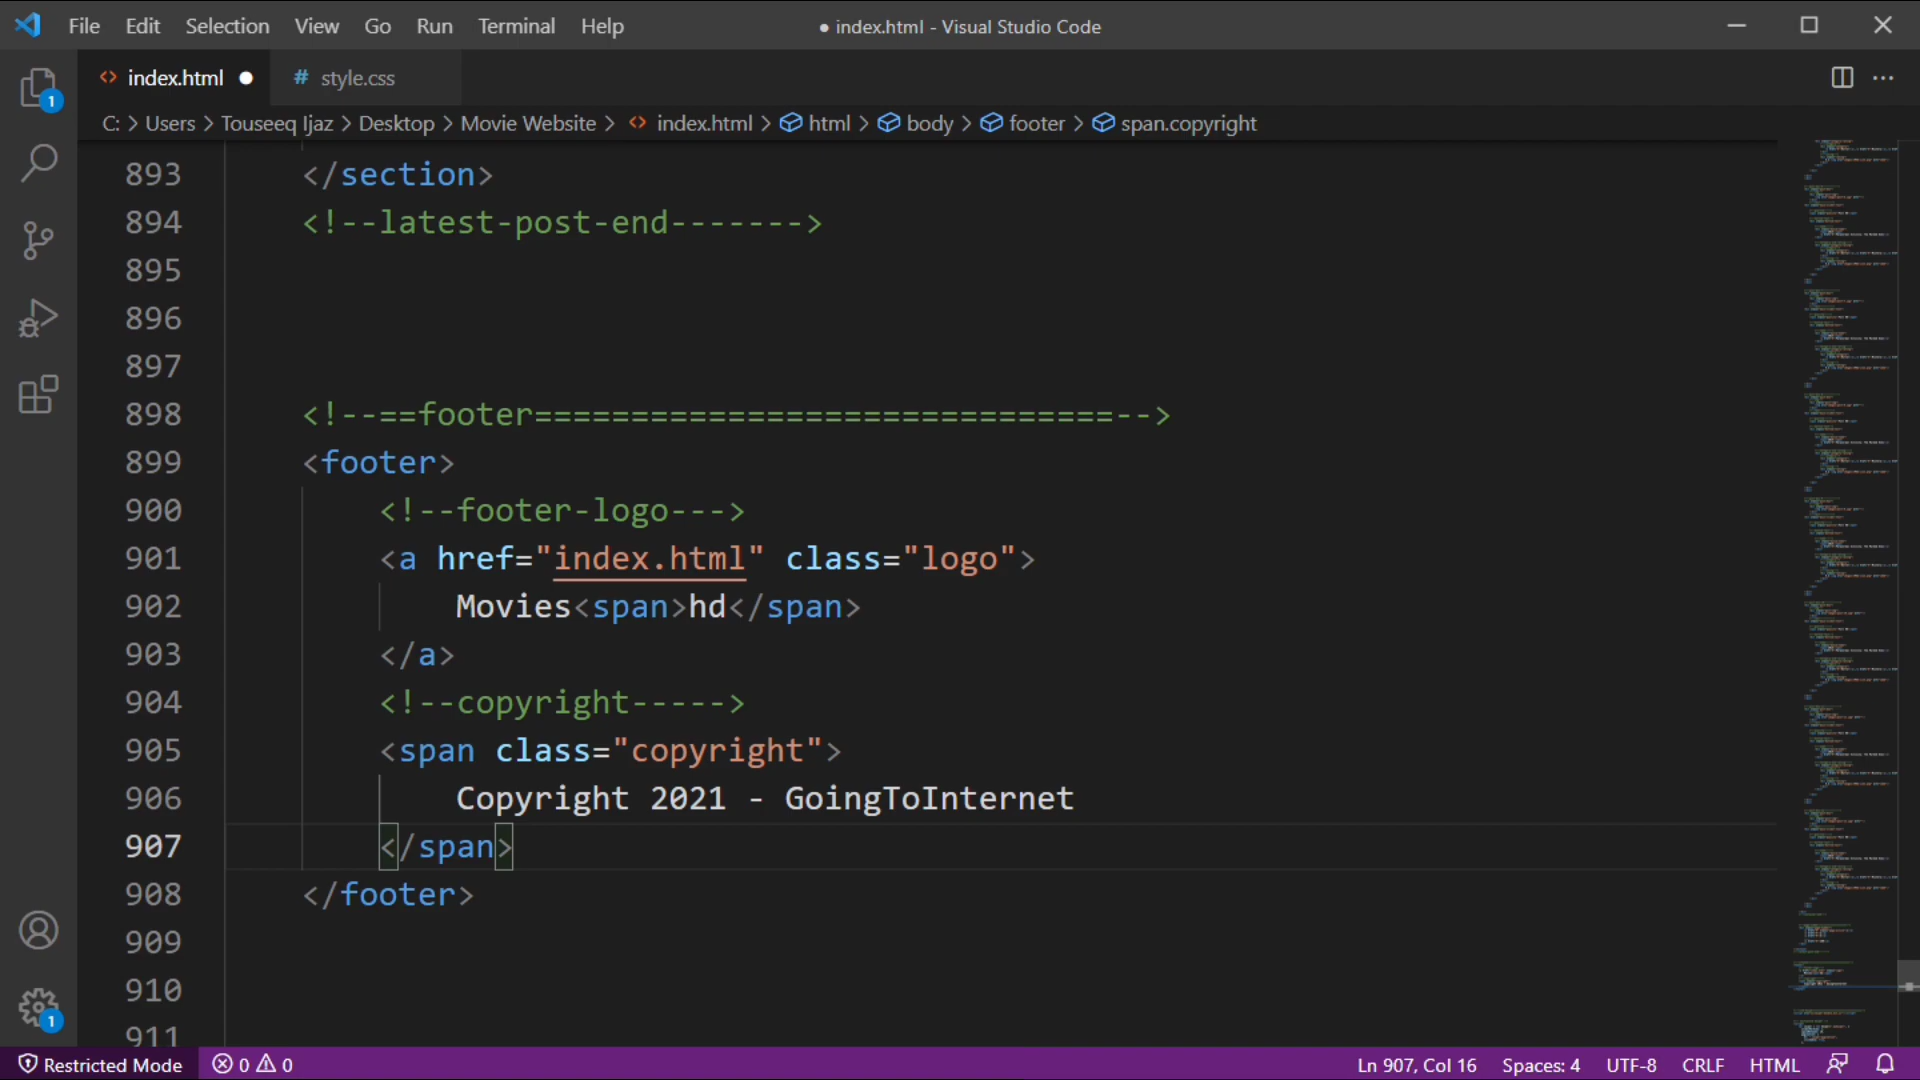 File Edit Selection View Go Run Terminal Help ● index.html - Visual Studio Code
<> index.html ● # style.css
C: > Users > Touseeq Ijaz > Desktop > Movie Website > <> index.html > html > body > footer > span.copyright
893 </section>
894 <!--latest-post-end------->
895
896
897
898 <!--==footer==============================-->
899 <footer>
900 <!--footer-logo--->
901 <a href="index.html" class="logo">
902 Movies<span>hd</span>
903 </a>
904 <!--copyright----->
905 <span class="copyright">
906 Copyright 2021 - GoingToInternet
907 </span>
908 </footer>
909
910
911
1
1
Restricted Mode 0 0 Ln 907, Col 16 Spaces: 4 UTF-8 CRLF HTML